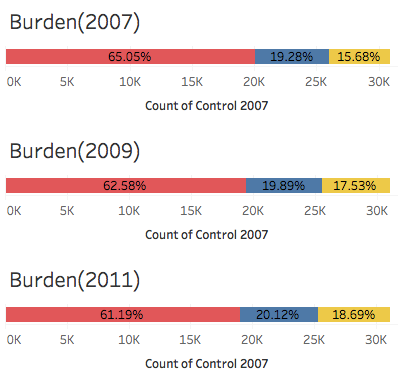 Burden(2007)
65.05% 19.28% 15.68%
0K 5K 10K 15K 20K 25K 30K
Count of Control 2007
Burden(2009)
62.58% 19.89% 17.53%
0K 5K 10K 15K 20K 25K 30K
Count of Control 2007
Burden(2011)
61.19% 20.12% 18.69%
0K 5K 10K 15K 20K 25K 30K
Count of Control 2007